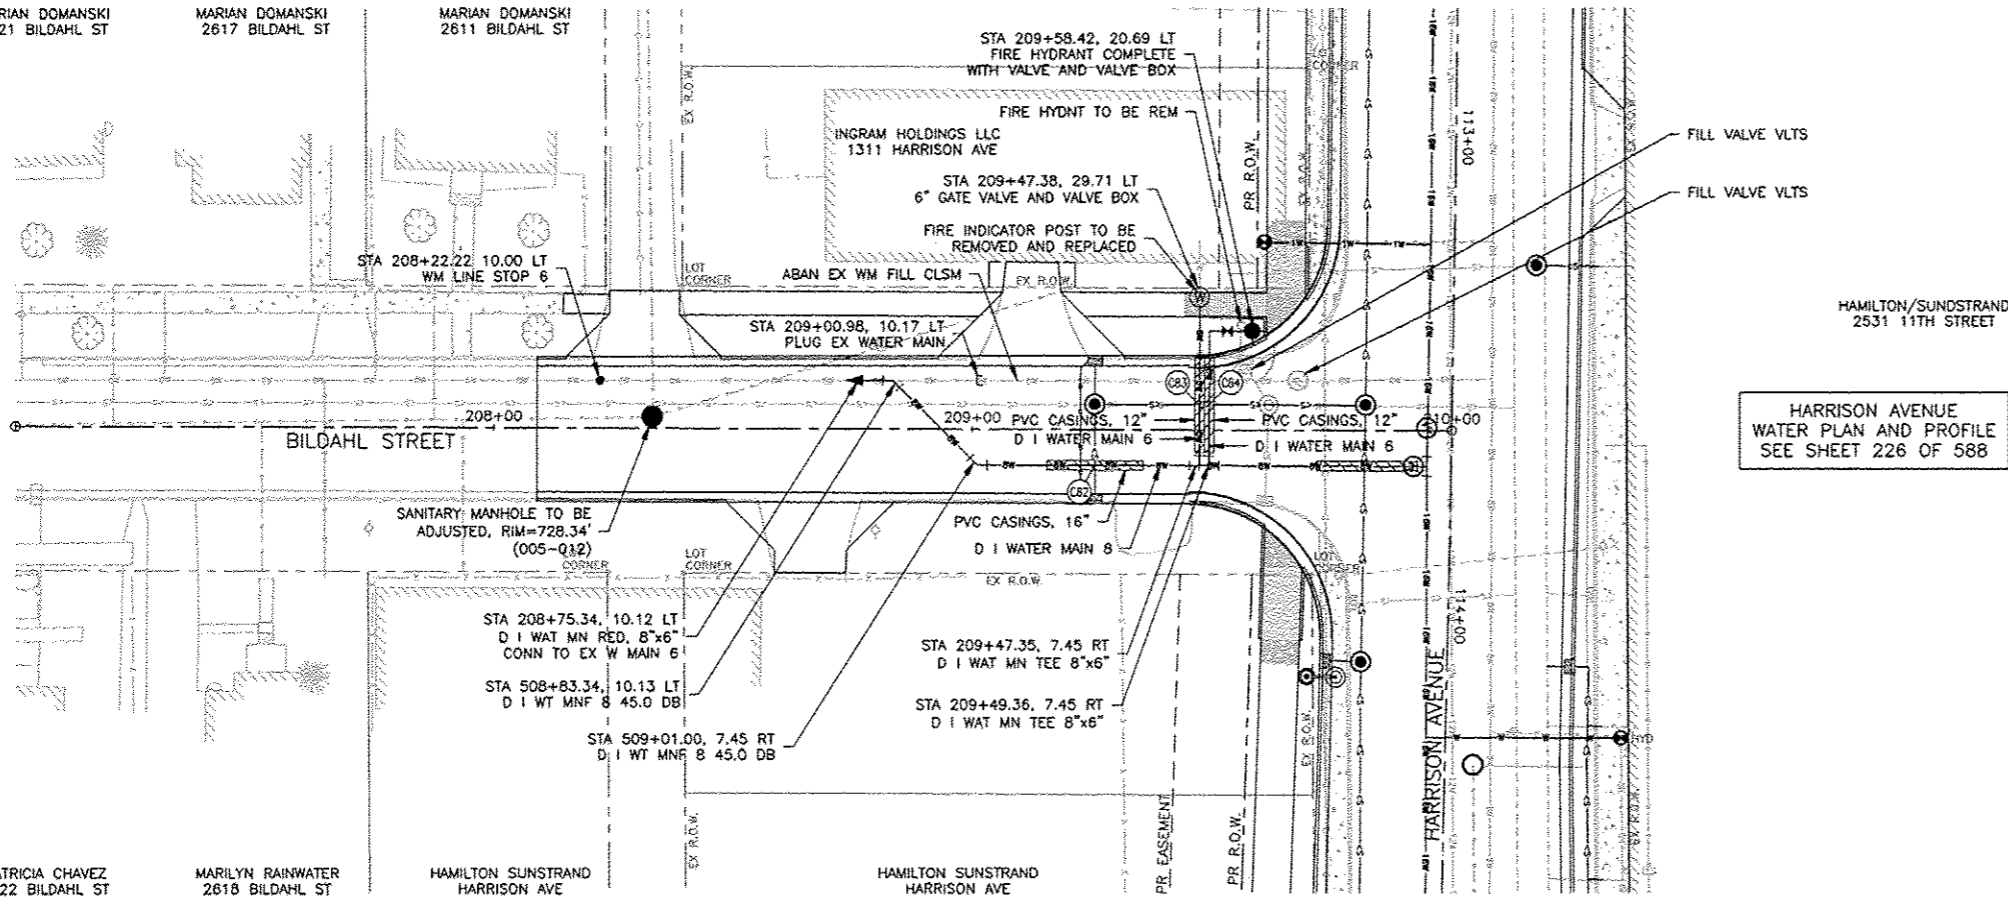 RIAN DOMANSKI
21 BILDAHL ST
MARIAN DOMANSKI
2617 BILDAHL ST
MARIAN DOMANSKI
2611 BILDAHL ST
STA 209+58.42, 20.69 LT
FIRE HYDRANT COMPLETE
WITH VALVE AND VALVE BOX
FIRE HYDNT TO BE REM
INGRAM HOLDINGS LLC
1311 HARRISON AVE
STA 209+47.38, 29.71 LT
6" GATE VALVE AND VALVE BOX
FIRE INDICATOR POST TO BE
REMOVED AND REPLACED
ABAN EX WM FILL CLSM
EX R.O.W.
EX R.O.W.
PR R.O.W.
EX R.O.W.
CORNER
113+00
FILL VALVE VLTS
FILL VALVE VLTS
HAMILTON/SUNDSTRAND
2531 11TH STREET
STA 208+22.22 10.00 LT
WM LINE STOP 6
LOT
CORNER
STA 209+00.98, 10.17 LT
PLUG EX WATER MAIN
C83
C84
208+00
209+00
PVC CASINGS, 12"
D I WATER MAIN 6
PVC CASINGS, 12"
D I WATER MAIN 6
10+00
BILDAHL STREET
HARRISON AVENUE
WATER PLAN AND PROFILE
SEE SHEET 226 OF 588
C82
PVC CASINGS, 16"
D I WATER MAIN 8
SANITARY MANHOLE TO BE
ADJUSTED, RIM=728.34'
(005-012)
CORNER
LOT
CORNER
EX R.O.W.
LOT
CORNER
STA 208+75.34, 10.12 LT
D I WAT MN RED, 8"x6"
CONN TO EX W MAIN 6
STA 508+83.34, 10.13 LT
D I WT MNF 8 45.0 DB
STA 509+01.00, 7.45 RT
D I WT MNF 8 45.0 DB
STA 209+47.35, 7.45 RT
D I WAT MN TEE 8"x6"
STA 209+49.36, 7.45 RT
D I WAT MN TEE 8"x6"
114+00
HARRISON AVENUE
EX R.O.W.
EX R.O.W.
PR EASEMENT
PR R.O.W.
EX R.O.W.
ATRICIA CHAVEZ
22 BILDAHL ST
MARILYN RAINWATER
2618 BILDAHL ST
HAMILTON SUNSTRAND
HARRISON AVE
HAMILTON SUNSTRAND
HARRISON AVE